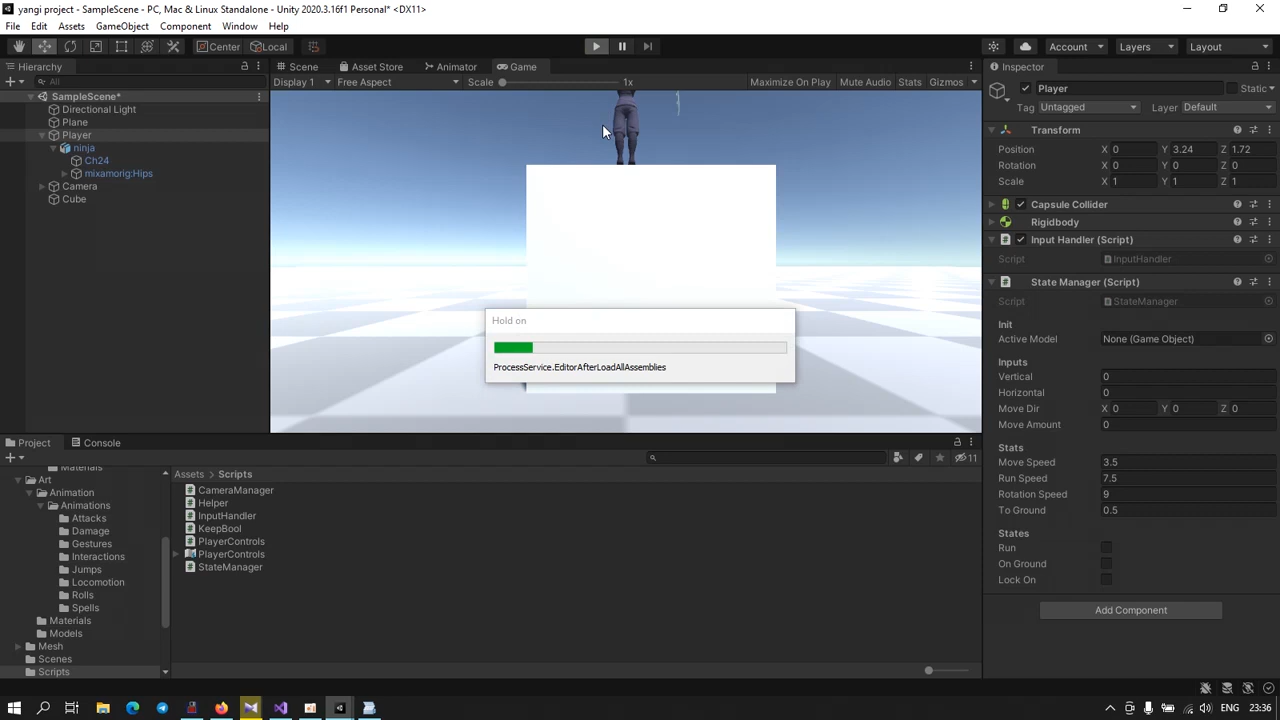 yangi project - SampleScene - PC, Mac & Linux Standalone - Unity 2020.3.16f1 Personal* <DX11>
File Edit Assets GameObject Component Window Help
Center Local Account Layers Layout
Hierarchy Scene Asset Store Animator Game Inspector
All Display 1 Free Aspect Scale 1x Maximize On Play Mute Audio Stats Gizmos Player Static
SampleScene* Tag Untagged Layer Default
Directional Light
Plane Transform
Player Position X 0 Y 3.24 Z 1.72
ninja Rotation X 0 Y 0 Z 0
Ch24 Scale X 1 Y 1 Z 1
mixamorig:Hips
Camera
Cube Capsule Collider
Rigidbody
Input Handler (Script)
Script InputHandler
State Manager (Script)
Script StateManager
Init
Active Model None (Game Object)
Inputs
Vertical 0
Horizontal 0
Move Dir X 0 Y 0 Z 0
Move Amount 0
Stats
Move Speed 3.5
Run Speed 7.5
Rotation Speed 9
To Ground 0.5
States
Run
On Ground
Lock On
Add Component
Hold on
ProcessService.EditorAfterLoadAllAssemblies
Project Console
11
Materials
Art
Animation
Animations
Attacks
Damage
Gestures
Interactions
Jumps
Locomotion
Rolls
Spells
Materials
Models
Mesh
Scenes
Scripts
Assets > Scripts
CameraManager
Helper
InputHandler
KeepBool
PlayerControls
PlayerControls
StateManager
ENG 23:36